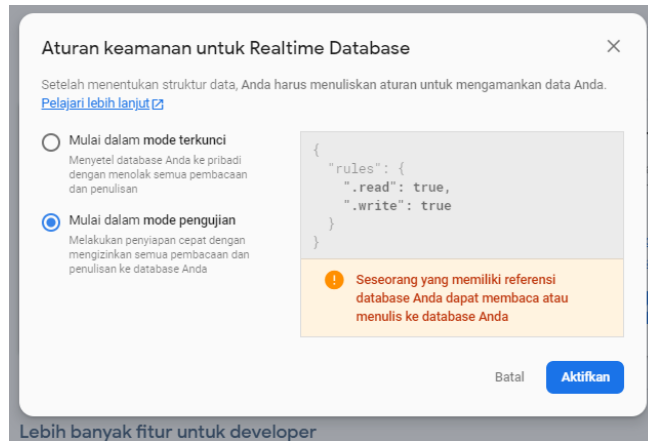 Aturan keamanan untuk Realtime Database
Setelah menentukan struktur data, Anda harus menuliskan aturan untuk mengamankan data Anda.
Pelajari lebih lanjut
Mulai dalam mode terkunci
Menyetel database Anda ke pribadi
dengan menolak semua pembacaan
dan penulisan
Mulai dalam mode pengujian
Melakukan penyiapan cepat dengan
mengizinkan semua pembacaan dan
penulisan ke database Anda
{
"rules": {
".read": true,
".write": true
}
}
Seseorang yang memiliki referensi
database Anda dapat membaca atau
menulis ke database Anda
Batal
Aktifkan
Lebih banyak fitur untuk developer